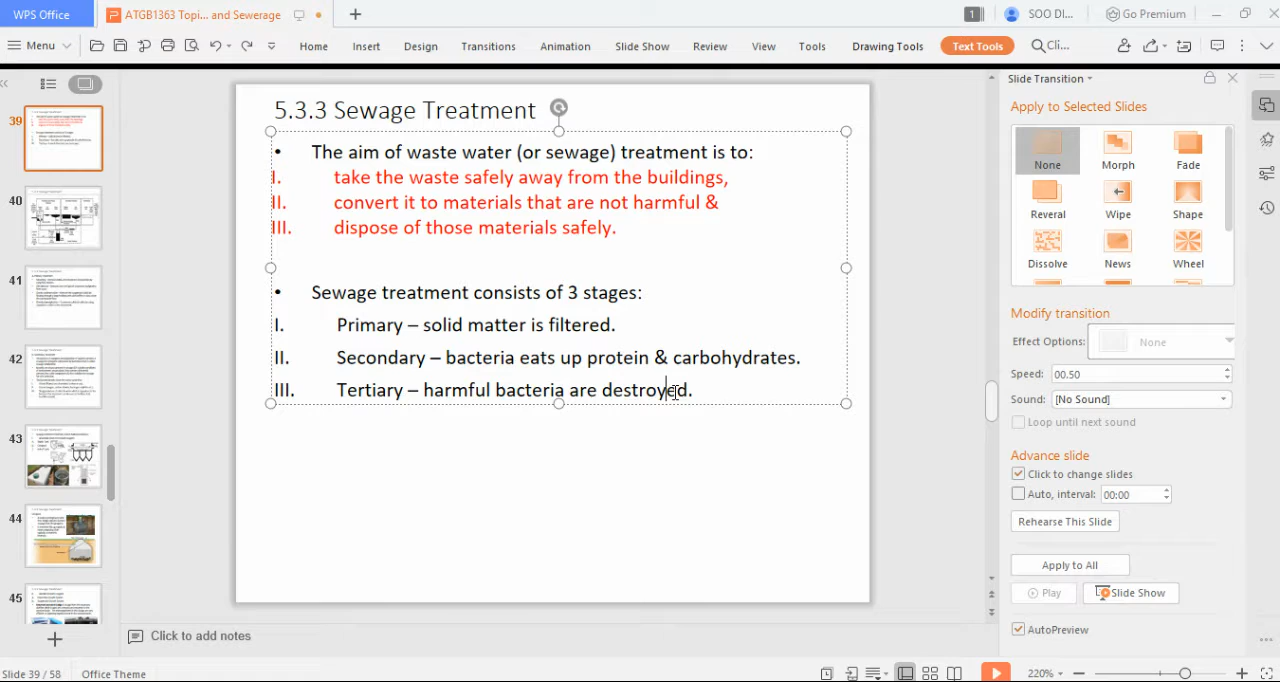 WPS Office
ATGB1363 Topi... and Sewerage
1
SOO DI...
Go Premium
Menu
Home
Insert
Design
Transitions
Animation
Slide Show
Review
View
Tools
Drawing Tools
Text Tools
Cli...
39
40
41
42
43
44
45
5.3.3 Sewage Treatment
• The aim of waste water (or sewage) treatment is to:
I. take the waste safely away from the buildings,
II. convert it to materials that are not harmful &
III. dispose of those materials safely.
• Sewage treatment consists of 3 stages:
I. Primary – solid matter is filtered.
II. Secondary – bacteria eats up protein & carbohydrates.
III. Tertiary – harmful bacteria are destroyed.
Click to add notes
Slide Transition
Apply to Selected Slides
None
Morph
Fade
Reveral
Wipe
Shape
Dissolve
News
Wheel
Modify transition
Effect Options:
None
Speed: 00.50
Sound: [No Sound]
Loop until next sound
Advance slide
Click to change slides
Auto, interval: 00:00
Rehearse This Slide
Apply to All
Play
Slide Show
AutoPreview
Slide 39 / 58
Office Theme
220%